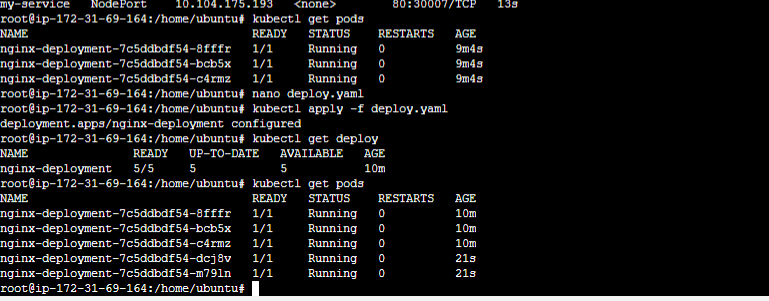 my-service   NodePort   10.104.175.193   <none>        80:30007/TCP   13s
root@ip-172-31-69-164:/home/ubuntu# kubectl get pods
NAME                                READY   STATUS    RESTARTS   AGE
nginx-deployment-7c5ddbdf54-8fffr   1/1     Running   0          9m4s
nginx-deployment-7c5ddbdf54-bcb5x   1/1     Running   0          9m4s
nginx-deployment-7c5ddbdf54-c4rmz   1/1     Running   0          9m4s
root@ip-172-31-69-164:/home/ubuntu# nano deploy.yaml
root@ip-172-31-69-164:/home/ubuntu# kubectl apply -f deploy.yaml
deployment.apps/nginx-deployment configured
root@ip-172-31-69-164:/home/ubuntu# kubectl get deploy
NAME               READY   UP-TO-DATE   AVAILABLE   AGE
nginx-deployment   5/5     5            5           10m
root@ip-172-31-69-164:/home/ubuntu# kubectl get pods
NAME                                READY   STATUS    RESTARTS   AGE
nginx-deployment-7c5ddbdf54-8fffr   1/1     Running   0          10m
nginx-deployment-7c5ddbdf54-bcb5x   1/1     Running   0          10m
nginx-deployment-7c5ddbdf54-c4rmz   1/1     Running   0          10m
nginx-deployment-7c5ddbdf54-dcj8v   1/1     Running   0          21s
nginx-deployment-7c5ddbdf54-m79ln   1/1     Running   0          21s
root@ip-172-31-69-164:/home/ubuntu#